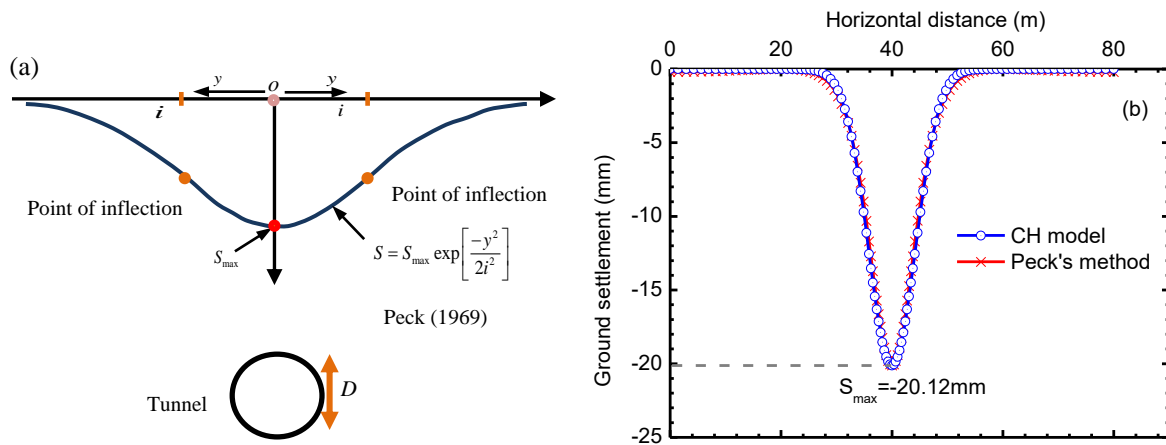 (a)
y
o
y
i
i
Point of inflection
Point of inflection
S_max
S = S_max exp[-y²/2i²]
Peck (1969)
Tunnel
D
Horizontal distance (m)
0 20 40 60 80
0
-5
-10
-15
-20
-25
Ground settlement (mm)
(b)
CH model
Peck's method
S_max=-20.12mm